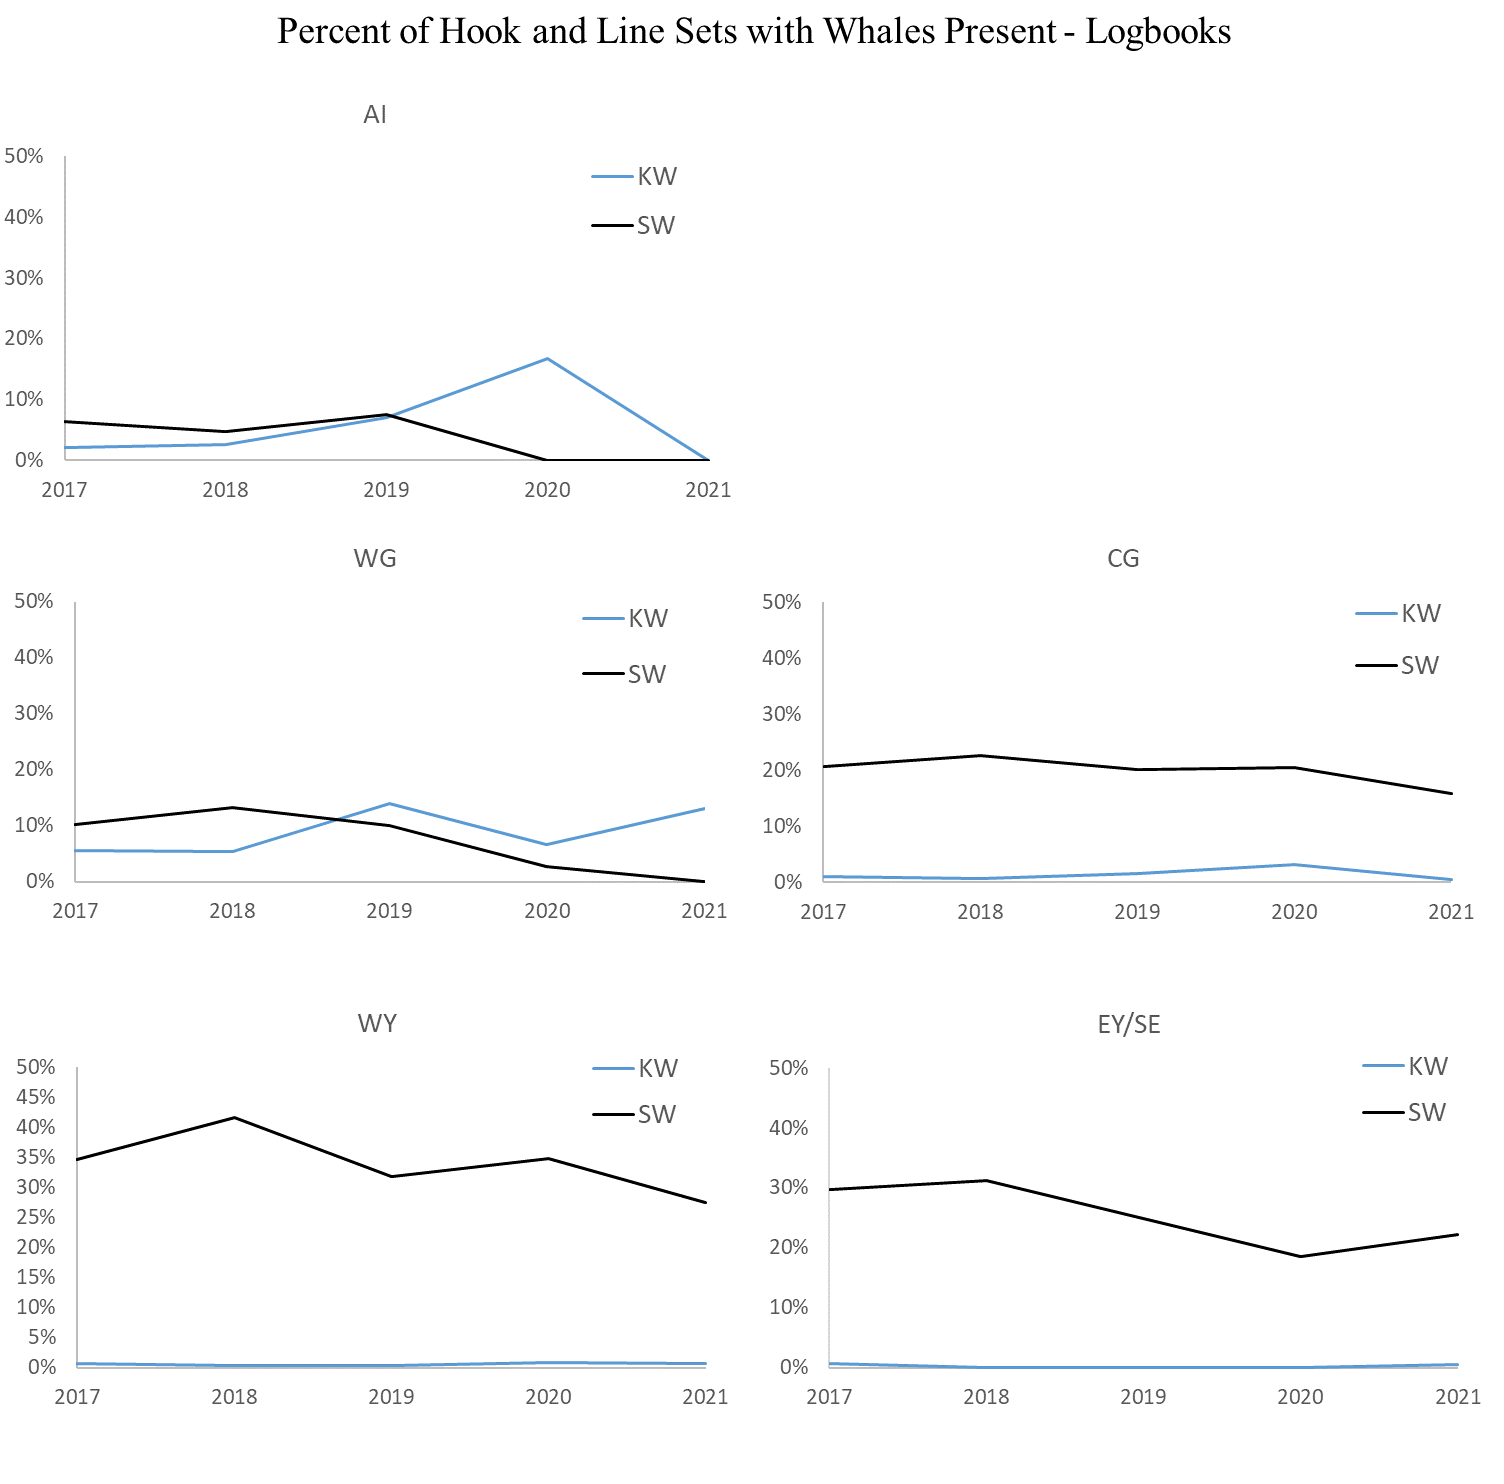 Percent of Hook and Line Sets with Whales Present - Logbooks
AI
50%
40%
30%
20%
10%
0%
KW
SW
2017 2018 2019 2020 2021
WG
50%
40%
30%
20%
10%
0%
KW
SW
2017 2018 2019 2020 2021
CG
50%
40%
30%
20%
10%
0%
KW
SW
2017 2018 2019 2020 2021
WY
50%
45%
40%
35%
30%
25%
20%
15%
10%
5%
0%
KW
SW
2017 2018 2019 2020 2021
EY/SE
50%
40%
30%
20%
10%
0%
KW
SW
2017 2018 2019 2020 2021